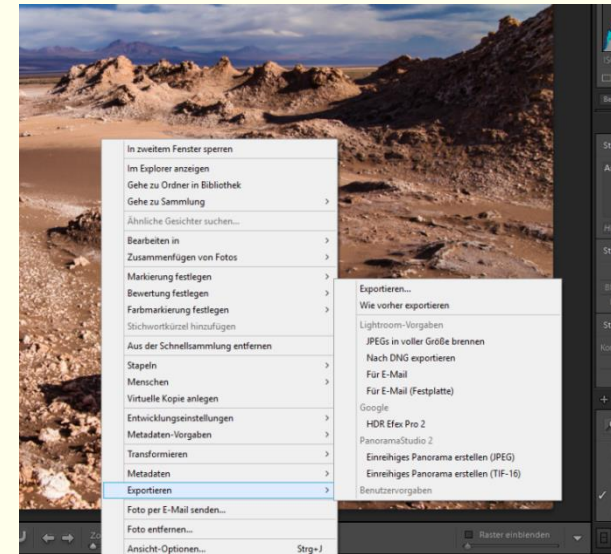 In zweitem Fenster sperren
Im Explorer anzeigen
Gehe zu Ordner in Bibliothek
Gehe zu Sammlung
Ähnliche Gesichter suchen...
Bearbeiten in
Zusammenfügen von Fotos
Markierung festlegen
Bewertung festlegen
Farbmarkierung festlegen
Stichwortkürzel hinzufügen
Aus der Schnellsammlung entfernen
Stapeln
Menschen
Virtuelle Kopie anlegen
Entwicklungseinstellungen
Metadaten-Vorgaben
Transformieren
Metadaten
Exportieren
Foto per E-Mail senden...
Foto entfernen...
Ansicht-Optionen... Strg+J
Exportieren...
Wie vorher exportieren
Lightroom-Vorgaben
JPEGs in voller Größe brennen
Nach DNG exportieren
Für E-Mail
Für E-Mail (Festplatte)
Google
HDR Efex Pro 2
PanoramaStudio 2
Einreihiges Panorama erstellen (JPEG)
Einreihiges Panorama erstellen (TIF-16)
Benutzervorgaben
Raster einblenden